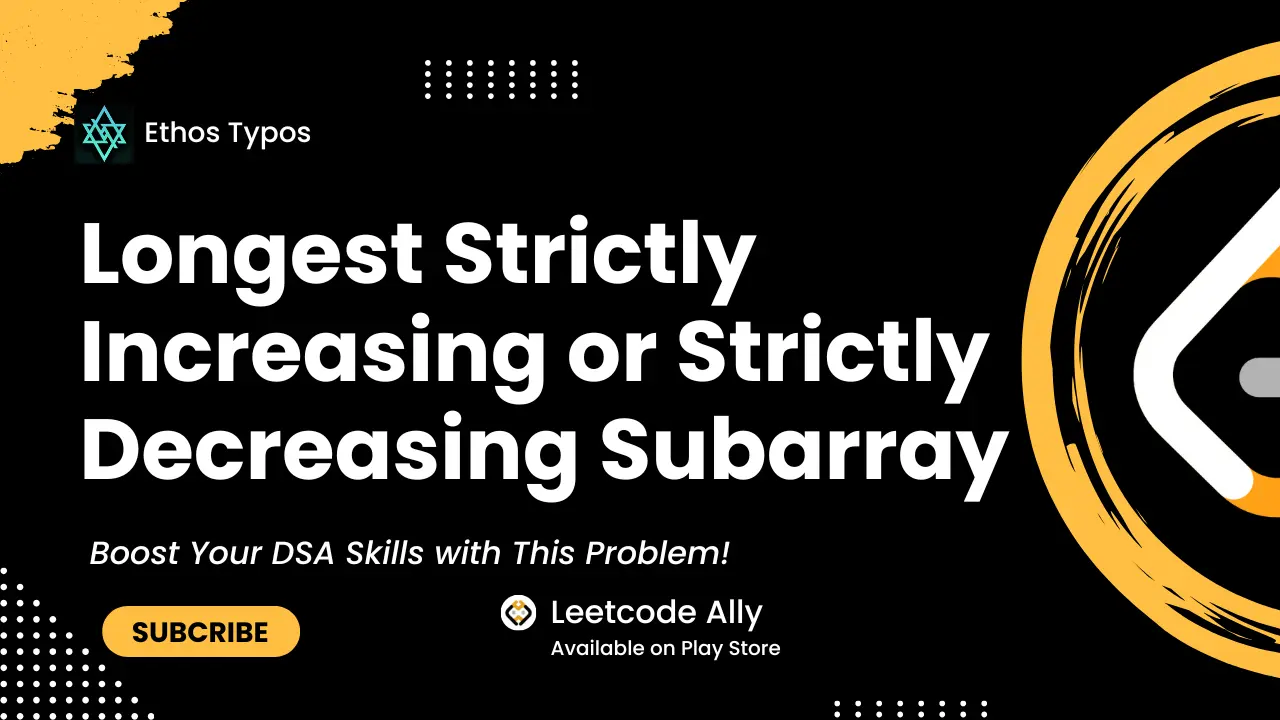 Ethos Typos
Longest Strictly
Increasing or Strictly
Decreasing Subarray
Boost Your DSA Skills with This Problem!
SUBCRIBE
Leetcode Ally
Available on Play Store